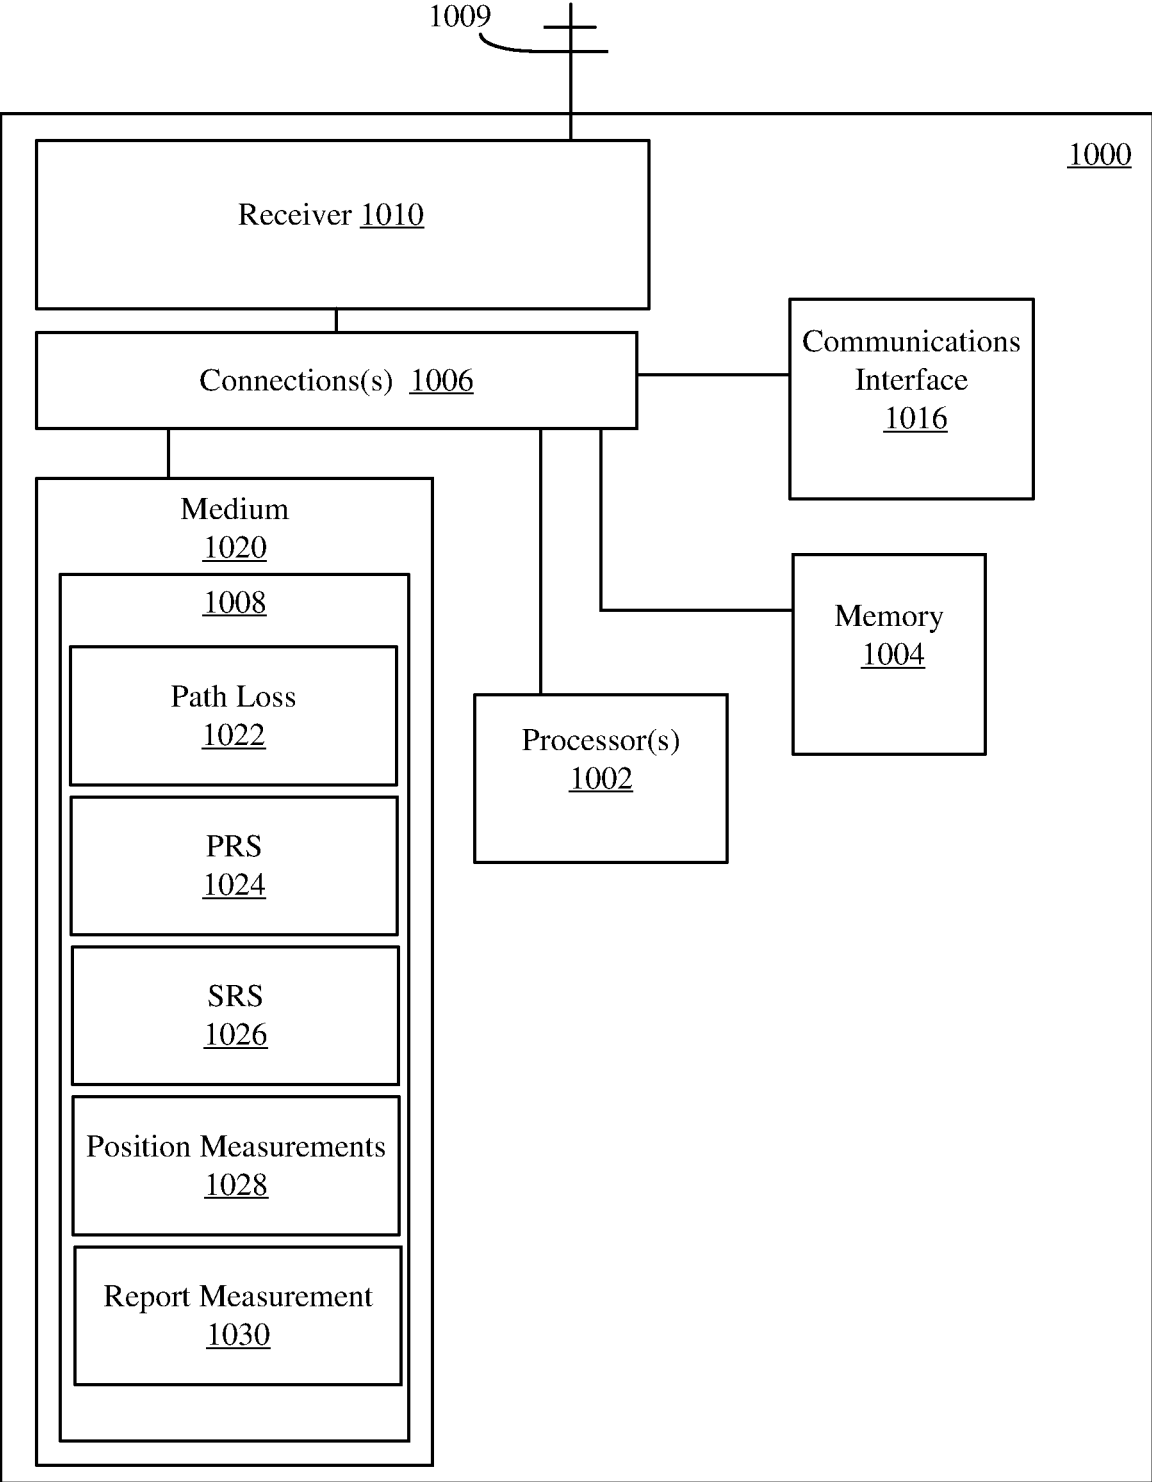 1009
1000
Receiver 1010
Connections(s) 1006
Communications
Interface
1016
Medium
1020
1008
Path Loss
1022
PRS
1024
SRS
1026
Position Measurements
1028
Report Measurement
1030
Memory
1004
Processor(s)
1002